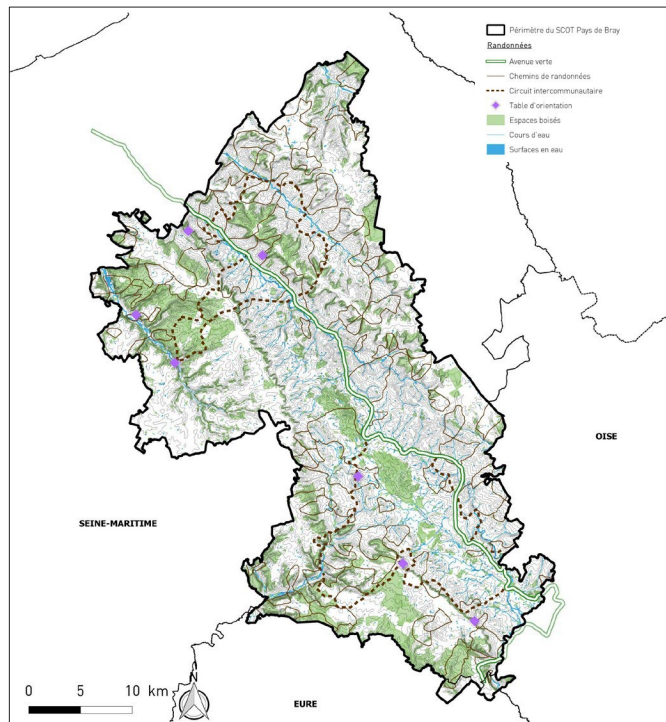 Périmètre du SCOT Pays de Bray
Randonnées
Avenue verte
Chemins de randonnées
Circuit intercommunautaire
Table d'orientation
Espaces boisés
Cours d'eau
Surfaces en eau
OISE
SEINE-MARITIME
EURE
N
0 5 10 km